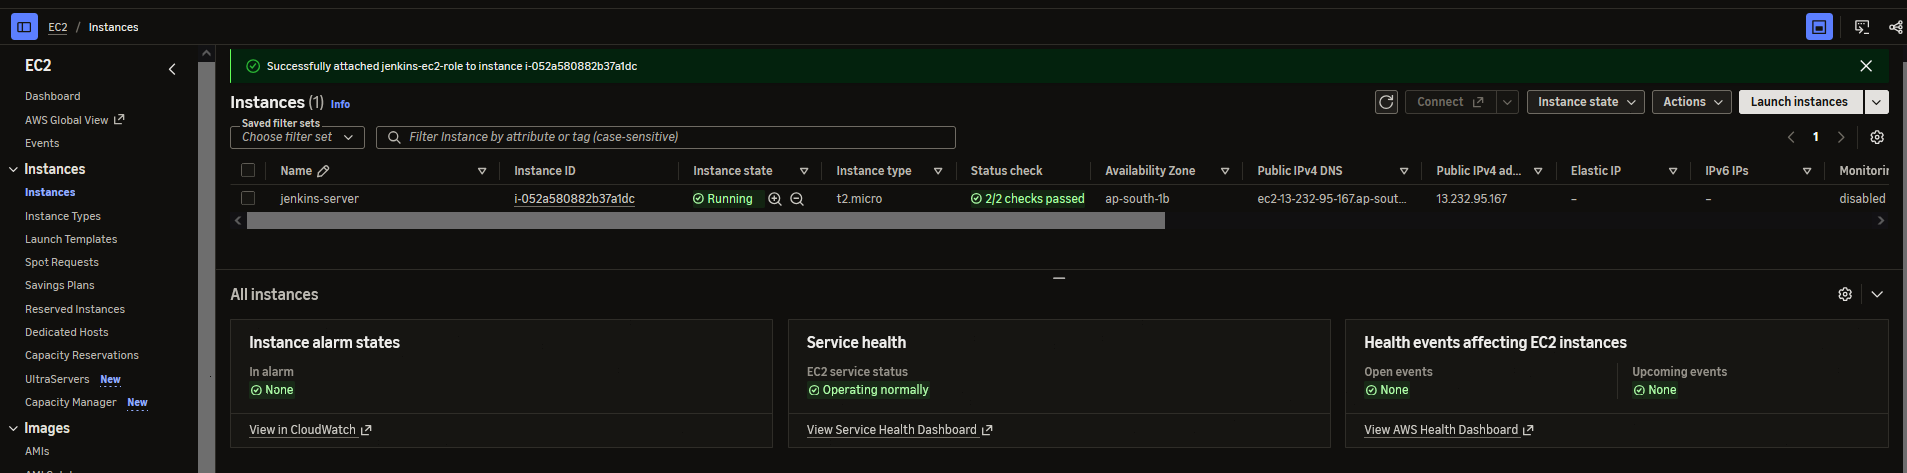 EC2 / Instances
EC2
Dashboard
AWS Global View
Events
Instances
Instances
Instance Types
Launch Templates
Spot Requests
Savings Plans
Reserved Instances
Dedicated Hosts
Capacity Reservations
UltraServers New
Capacity Manager New
Images
AMIs
Successfully attached jenkins-ec2-role to instance i-052a580882b37a1dc
Instances (1) Info
Connect
Instance state
Actions
Launch instances
Saved filter sets
Choose filter set
Filter Instance by attribute or tag (case-sensitive)
1
Name Instance ID Instance state Instance type Status check Availability Zone Public IPv4 DNS Public IPv4 ad... Elastic IP IPv6 IPs Monitorin
jenkins-server i-052a580882b37a1dc Running t2.micro 2/2 checks passed ap-south-1b ec2-13-232-95-167.ap-sout... 13.232.95.167 – – disabled
All instances
Instance alarm states
In alarm
None
View in CloudWatch
Service health
EC2 service status
Operating normally
View Service Health Dashboard
Health events affecting EC2 instances
Open events Upcoming events
None None
View AWS Health Dashboard